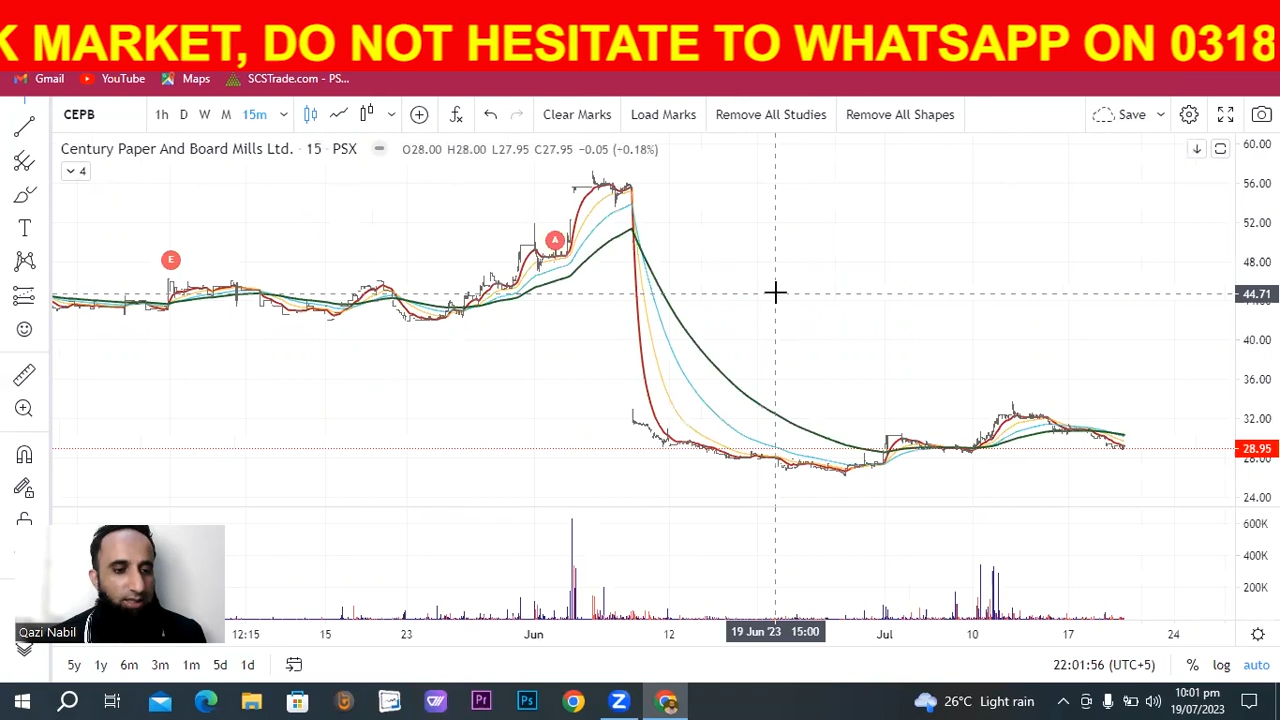 K MARKET, DO NOT HESITATE TO WHATSAPP ON 0318
Gmail YouTube Maps SCSTrade.com - PS...
CEPB 1h D W M 15m Clear Marks Load Marks Remove All Studies Remove All Shapes Save
Century Paper And Board Mills Ltd. · 15 · PSX O28.00 H28.00 L27.95 C27.95 -0.05 (-0.18%)
4
60.00
56.00
52.00
48.00
44.71
40.00
36.00
32.00
28.95
24.00
E
A
600K
400K
200K
Qazi Nabil
12:15 15 23 Jun 12 19 Jun '23 15:00 Jul 10 17 24
5y 1y 6m 3m 1m 5d 1d 22:01:56 (UTC+5) % log auto
26°C Light rain
10:01 pm
19/07/2023